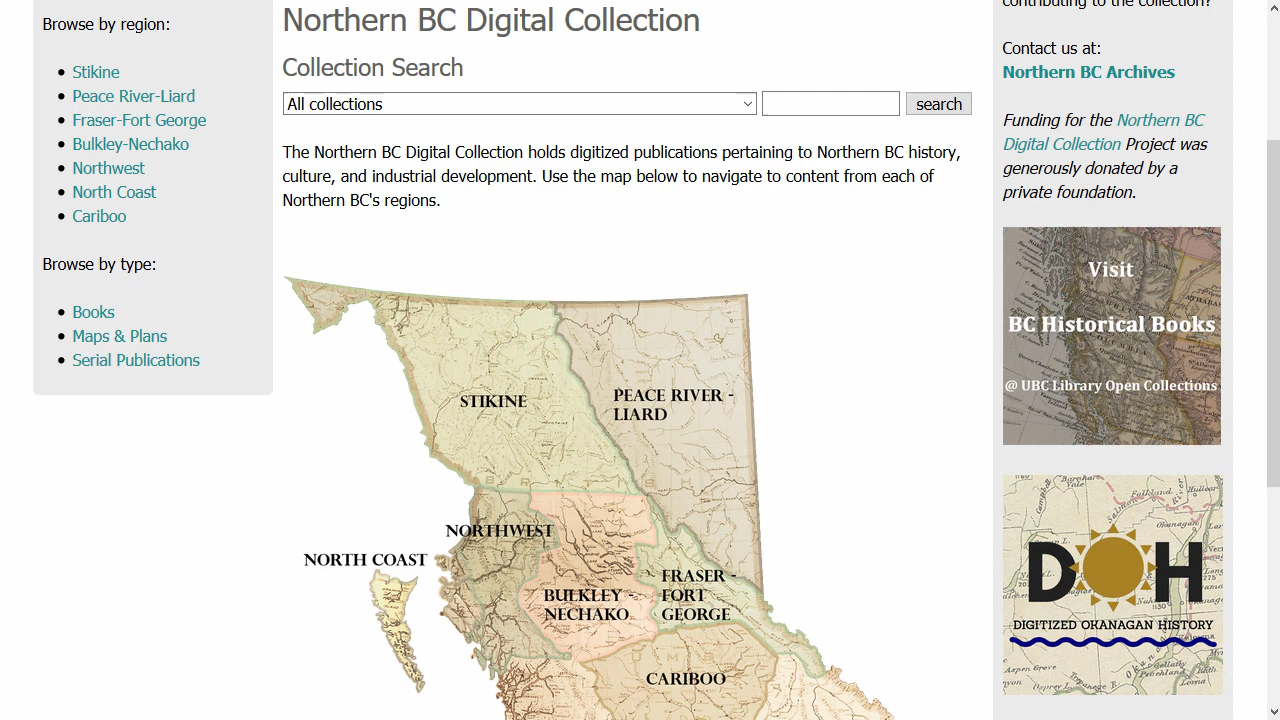 Browse by region:
Stikine
Peace River-Liard
Fraser-Fort George
Bulkley-Nechako
Northwest
North Coast
Cariboo
Browse by type:
Books
Maps & Plans
Serial Publications
Northern BC Digital Collection
Collection Search
All collections
search
The Northern BC Digital Collection holds digitized publications pertaining to Northern BC history,
culture, and industrial development. Use the map below to navigate to content from each of
Northern BC's regions.
STIKINE
PEACE RIVER -
LIARD
NORTHWEST
NORTH COAST
BULKLEY -
NECHAKO
FRASER -
FORT
GEORGE
CARIBOO
contributing to the collection?
Contact us at:
Northern BC Archives
Funding for the Northern BC
Digital Collection Project was
generously donated by a
private foundation.
Visit
BC Historical Books
@ UBC Library Open Collections
DOH
DIGITIZED OKANAGAN HISTORY